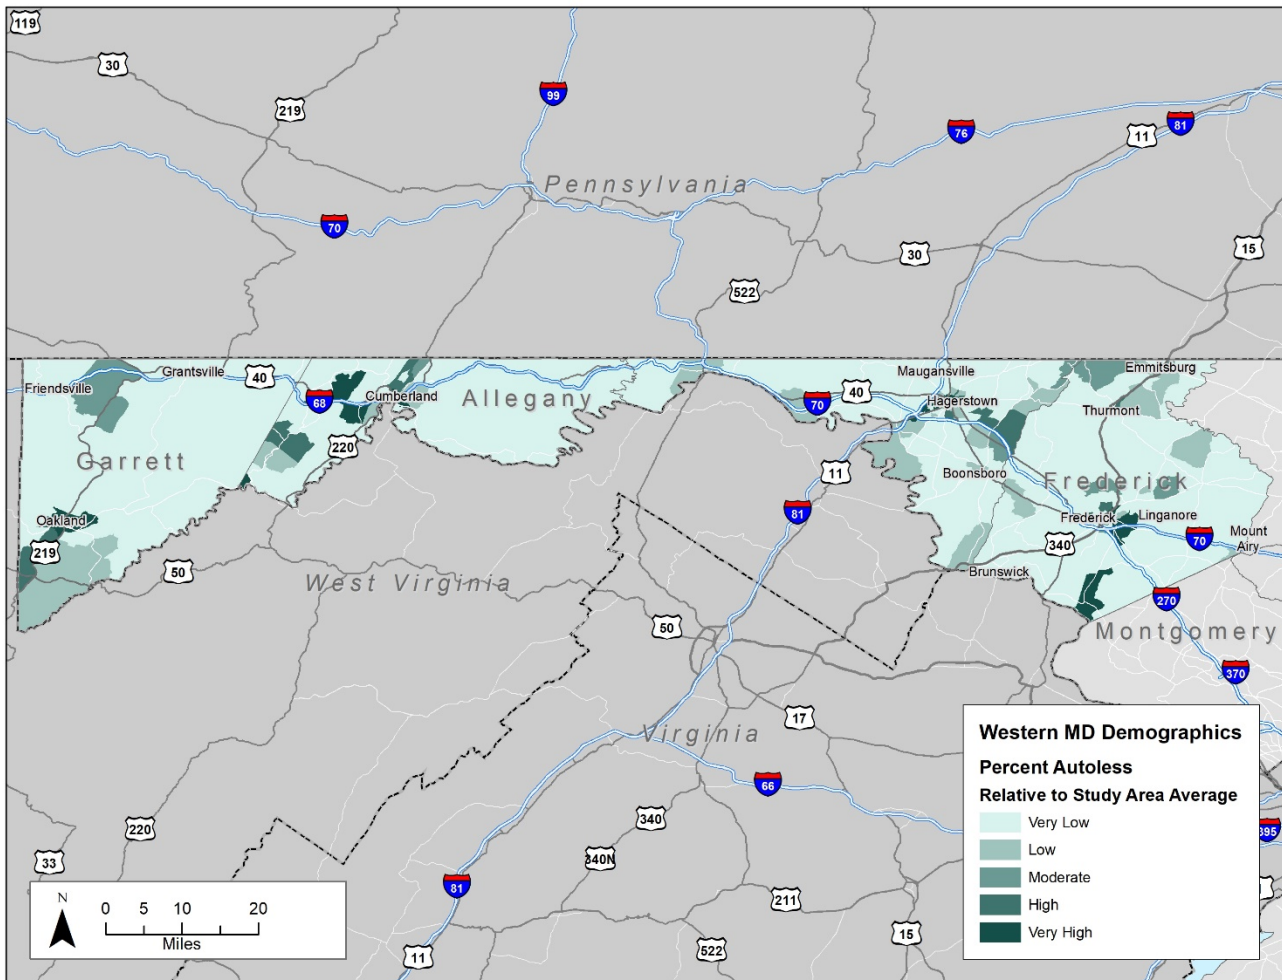 119
30
219
99
76
11
81
Pennsylvania
70
15
30
522
Friendsville
Grantsville
40
68
Cumberland
Allegany
220
Garrett
Oakland
219
50
70
40
Maugansville
Hagerstown
Emmitsburg
Thurmont
11
Boonsboro
Frederick
81
Frederick
Linganore
340
70
Mount
Airy
Brunswick
West Virginia
50
270
Montgomery
370
17
Virginia
66
220
33
340
340N
81
211
11
522
15
395
Western MD Demographics
Percent Autoless
Relative to Study Area Average
Very Low
Low
Moderate
High
Very High
N
0 5 10 20
Miles